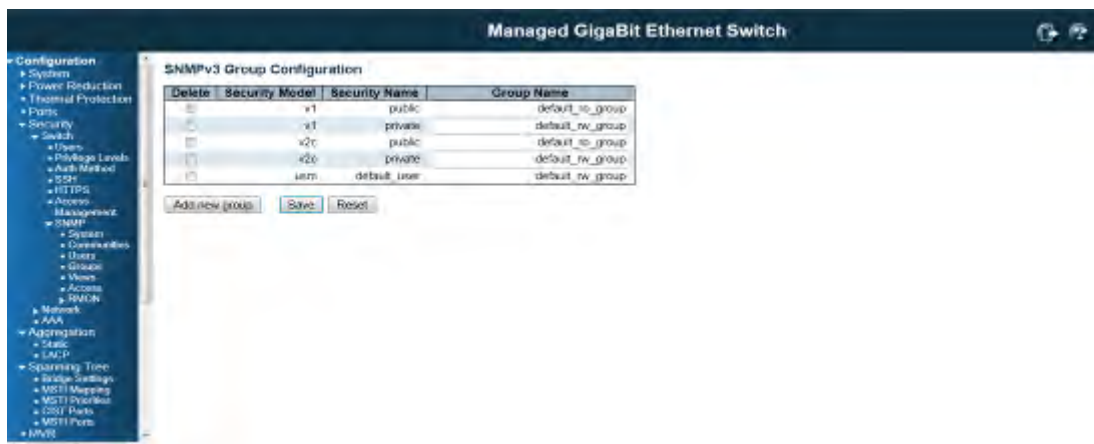 Managed GigaBit Ethernet Switch
Configuration
System
Power Reduction
Thermal Protection
Ports
Security
Switch
Users
Privilege Levels
Auth Method
SSH
HTTPS
Access
Management
SNMP
System
Communities
Users
Groups
Views
Access
RMON
Network
AAA
Aggregation
Static
LACP
Spanning Tree
Bridge Settings
MSTI Mapping
MSTI Priorities
CIST Ports
MSTI Ports
MVR
SNMPv3 Group Configuration
Delete Security Model Security Name Group Name
v1 public default_ro_group
v1 private default_rw_group
v2c public default_ro_group
v2c private default_rw_group
usm default_user default_rw_group
Add new group Save Reset